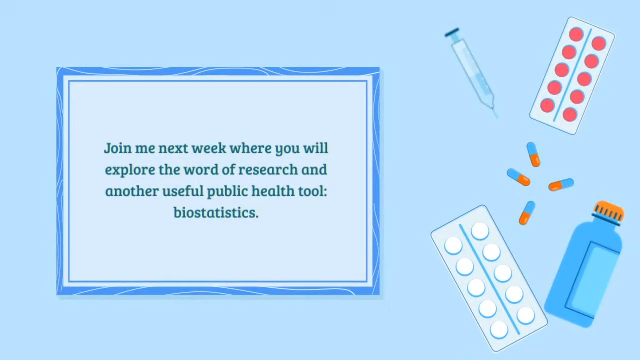 Join me next week where you will
explore the word of research and
another useful public health tool:
biostatistics.